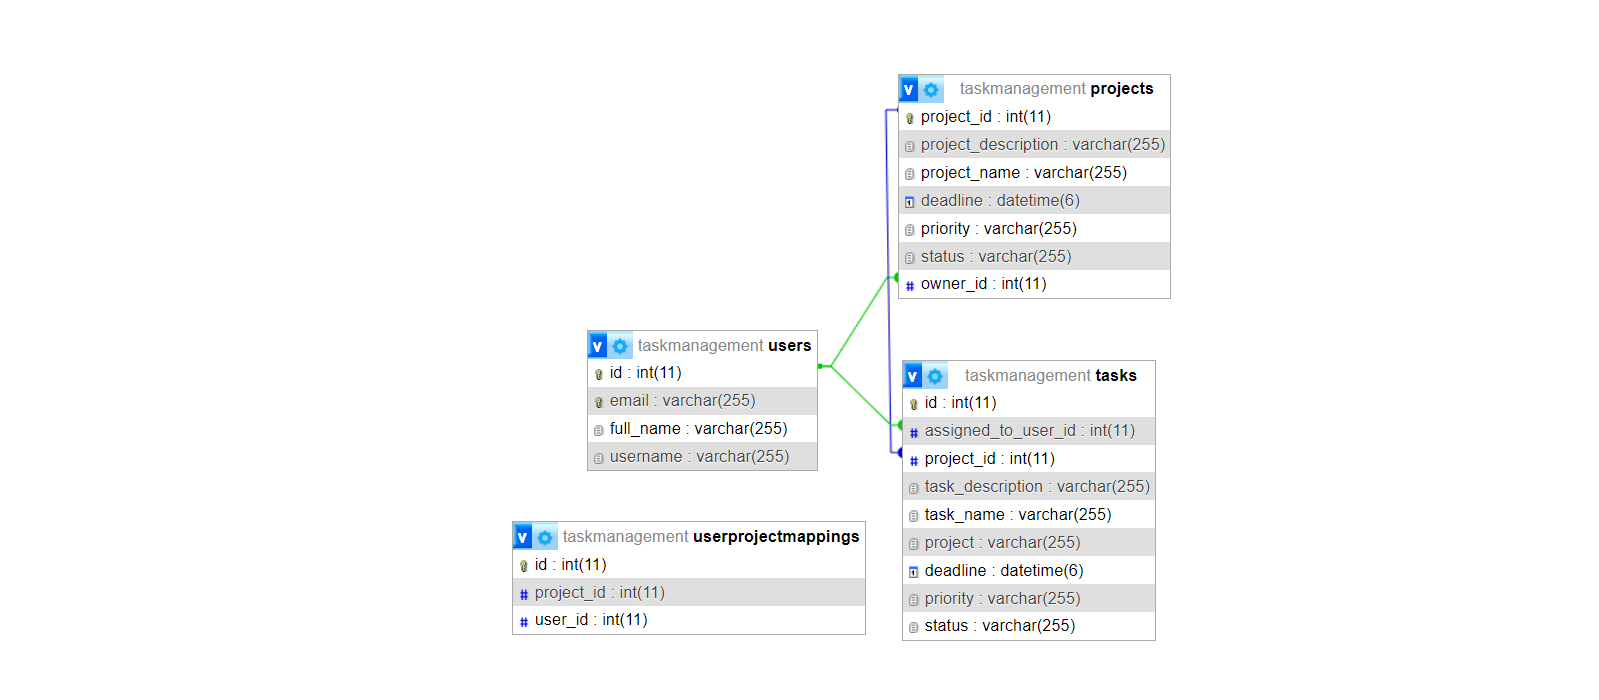 v taskmanagement projects
project_id : int(11)
project_description : varchar(255)
project_name : varchar(255)
deadline : datetime(6)
priority : varchar(255)
status : varchar(255)
# owner_id : int(11)
v taskmanagement users
id : int(11)
email : varchar(255)
full_name : varchar(255)
username : varchar(255)
v taskmanagement tasks
id : int(11)
# assigned_to_user_id : int(11)
# project_id : int(11)
task_description : varchar(255)
task_name : varchar(255)
project : varchar(255)
deadline : datetime(6)
priority : varchar(255)
status : varchar(255)
v taskmanagement userprojectmappings
id : int(11)
# project_id : int(11)
# user_id : int(11)